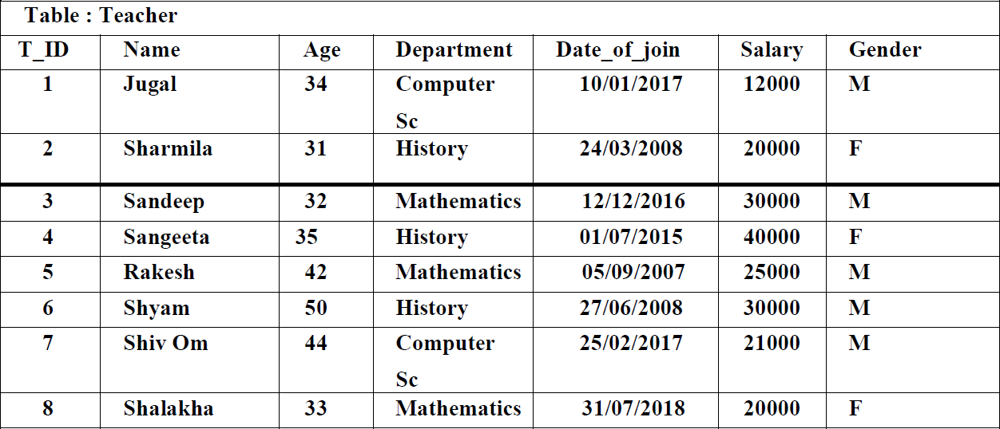 Table : Teacher
T_ID Name Age Department Date_of_join Salary Gender
1 Jugal 34 Computer 10/01/2017 12000 M
Sc
2 Sharmila 31 History 24/03/2008 20000 F
3 Sandeep 32 Mathematics 12/12/2016 30000 M
4 Sangeeta 35 History 01/07/2015 40000 F
5 Rakesh 42 Mathematics 05/09/2007 25000 M
6 Shyam 50 History 27/06/2008 30000 M
7 Shiv Om 44 Computer 25/02/2017 21000 M
Sc
8 Shalakha 33 Mathematics 31/07/2018 20000 F